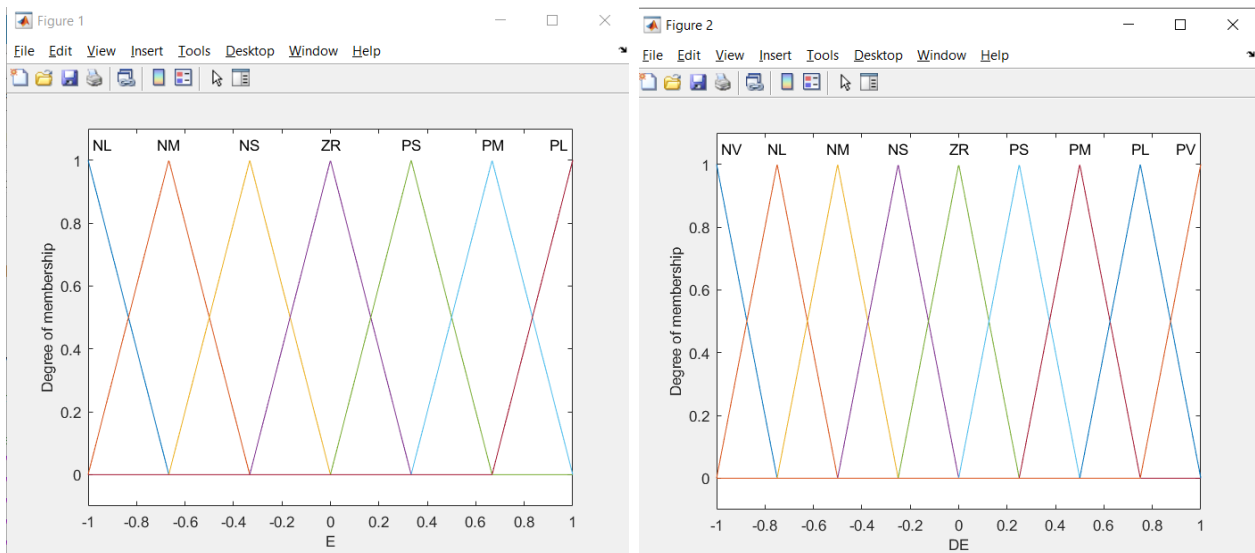 Figure 1
File Edit View Insert Tools Desktop Window Help
NL NM NS ZR PS PM PL
1
0.8
0.6
0.4
0.2
0
Degree of membership
-1 -0.8 -0.6 -0.4 -0.2 0 0.2 0.4 0.6 0.8 1
E
Figure 2
File Edit View Insert Tools Desktop Window Help
NV NL NM NS ZR PS PM PL PV
1
0.8
0.6
0.4
0.2
0
Degree of membership
-1 -0.8 -0.6 -0.4 -0.2 0 0.2 0.4 0.6 0.8 1
DE